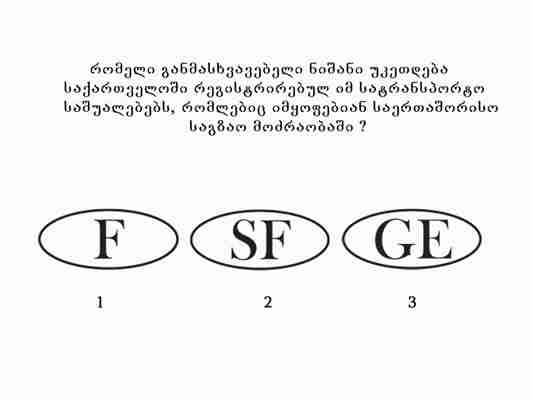 რომელი განმასხვავებელი ნიშანი უკეთდება
საქართველოში რეგისტრირებულ იმ სატრანსპორტო
საშუალებებს, რომლებიც იმყოფებიან საერთაშორისო
საგზაო მოძრაობაში ?
F SF GE
1 2 3